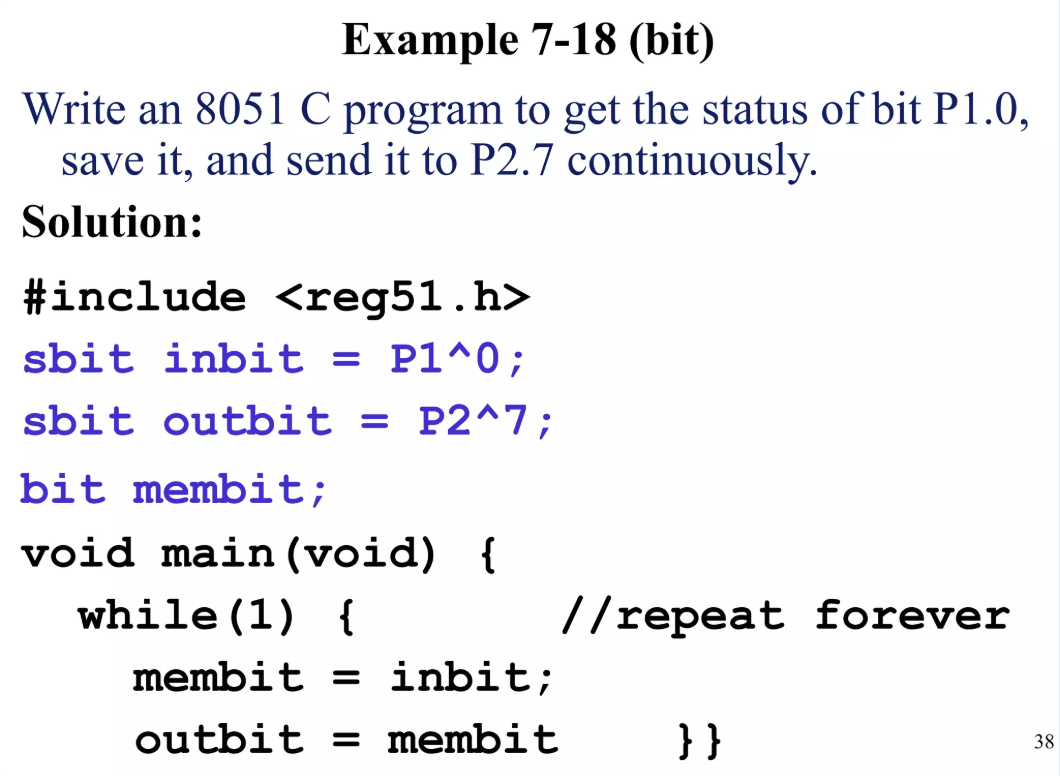 Example 7-18 (bit)
Write an 8051 C program to get the status of bit P1.0,
save it, and send it to P2.7 continuously.
Solution:
#include <reg51.h>
sbit inbit = P1^0;
sbit outbit = P2^7;
bit membit;
void main(void) {
while(1) { //repeat forever
membit = inbit;
outbit = membit }}
38